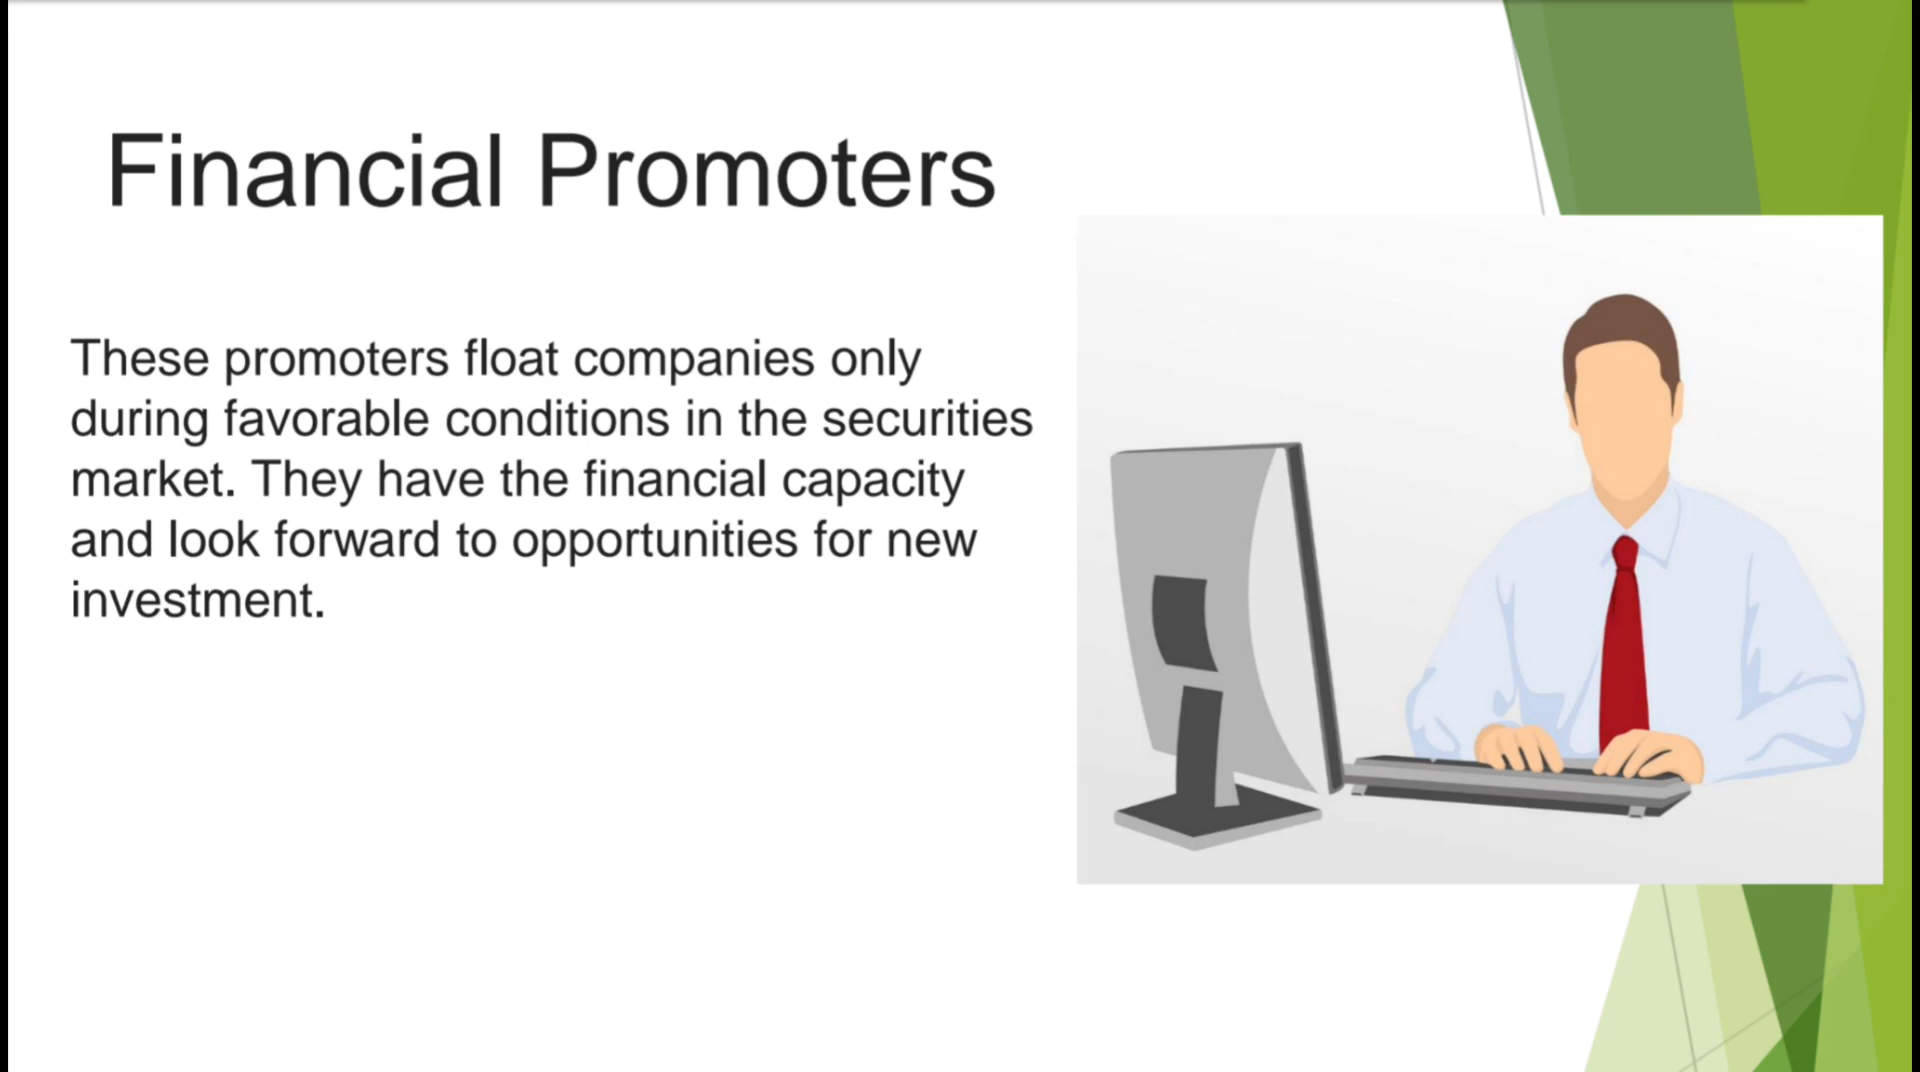 Financial Promoters
These promoters float companies only
during favorable conditions in the securities
market. They have the financial capacity
and look forward to opportunities for new
investment.